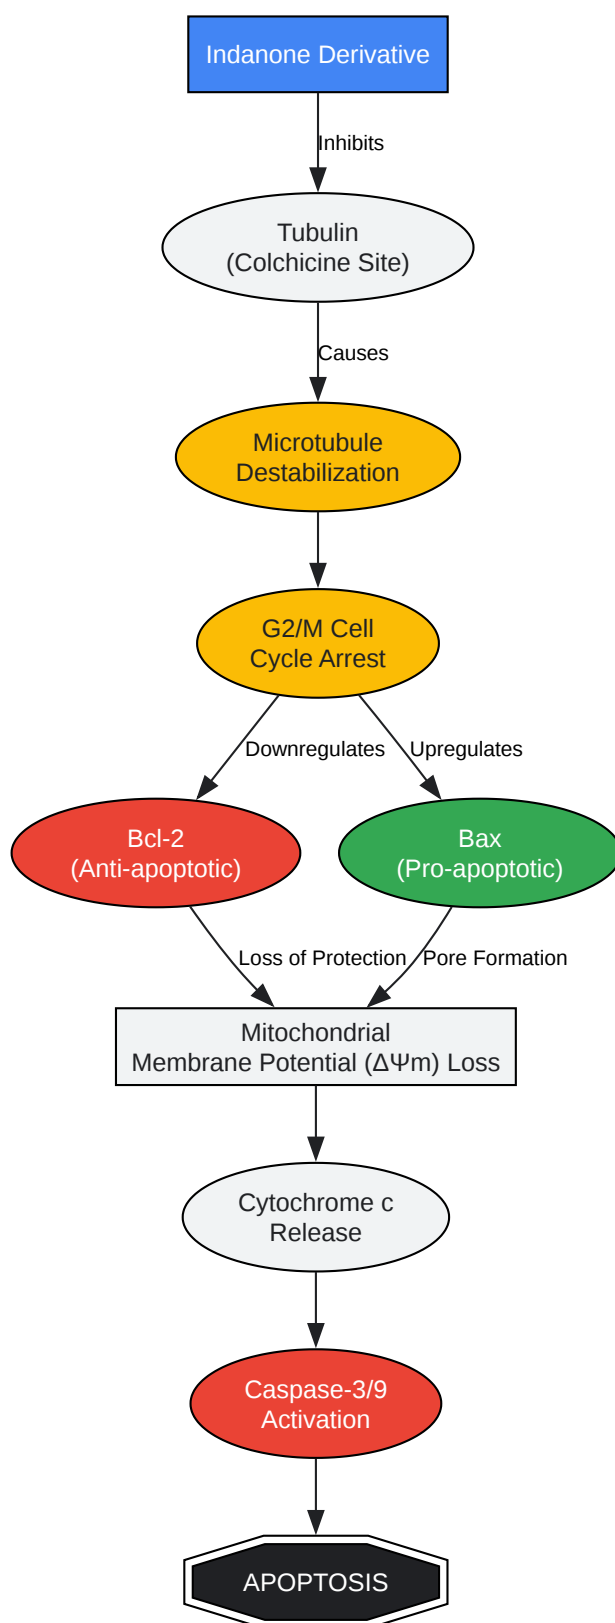 Indanone Derivative
Inhibits
Tubulin
(Colchicine Site)
Causes
Microtubule
Destabilization
G2/M Cell
Cycle Arrest
Downregulates
Upregulates
Bcl-2
(Anti-apoptotic)
Bax
(Pro-apoptotic)
Loss of Protection
Pore Formation
Mitochondrial
Membrane Potential (ΔΨm) Loss
Cytochrome c
Release
Caspase-3/9
Activation
APOPTOSIS